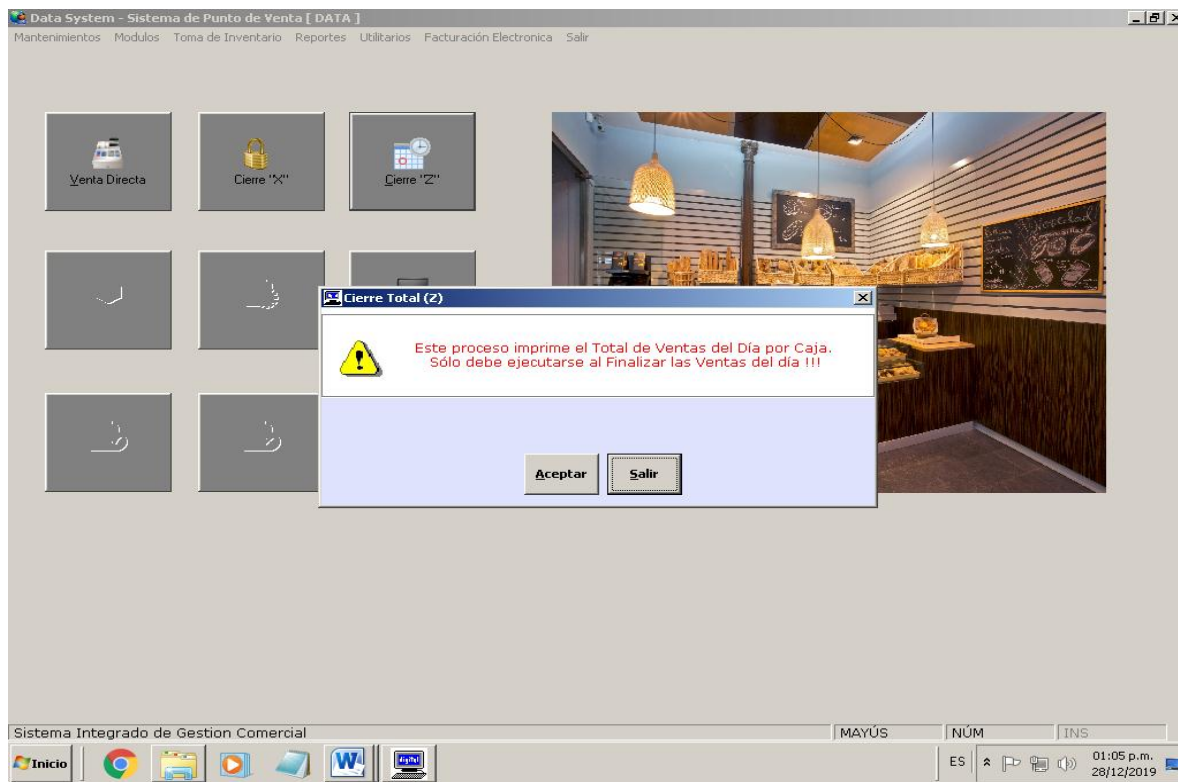 Data System - Sistema de Punto de Venta [ DATA ]
Mantenimientos Modulos Toma de Inventario Reportes Utilitarios Facturación Electronica Salir
Venta Directa
Cierre "X"
Cierre "Z"
Cierre Total (Z)
Este proceso imprime el Total de Ventas del Día por Caja.
Sólo debe ejecutarse al Finalizar las Ventas del día !!!
Aceptar
Salir
Sistema Integrado de Gestion Comercial
MAYÚS
NÚM
INS
Inicio
digital
ES
01:05 p.m.
28/12/2019